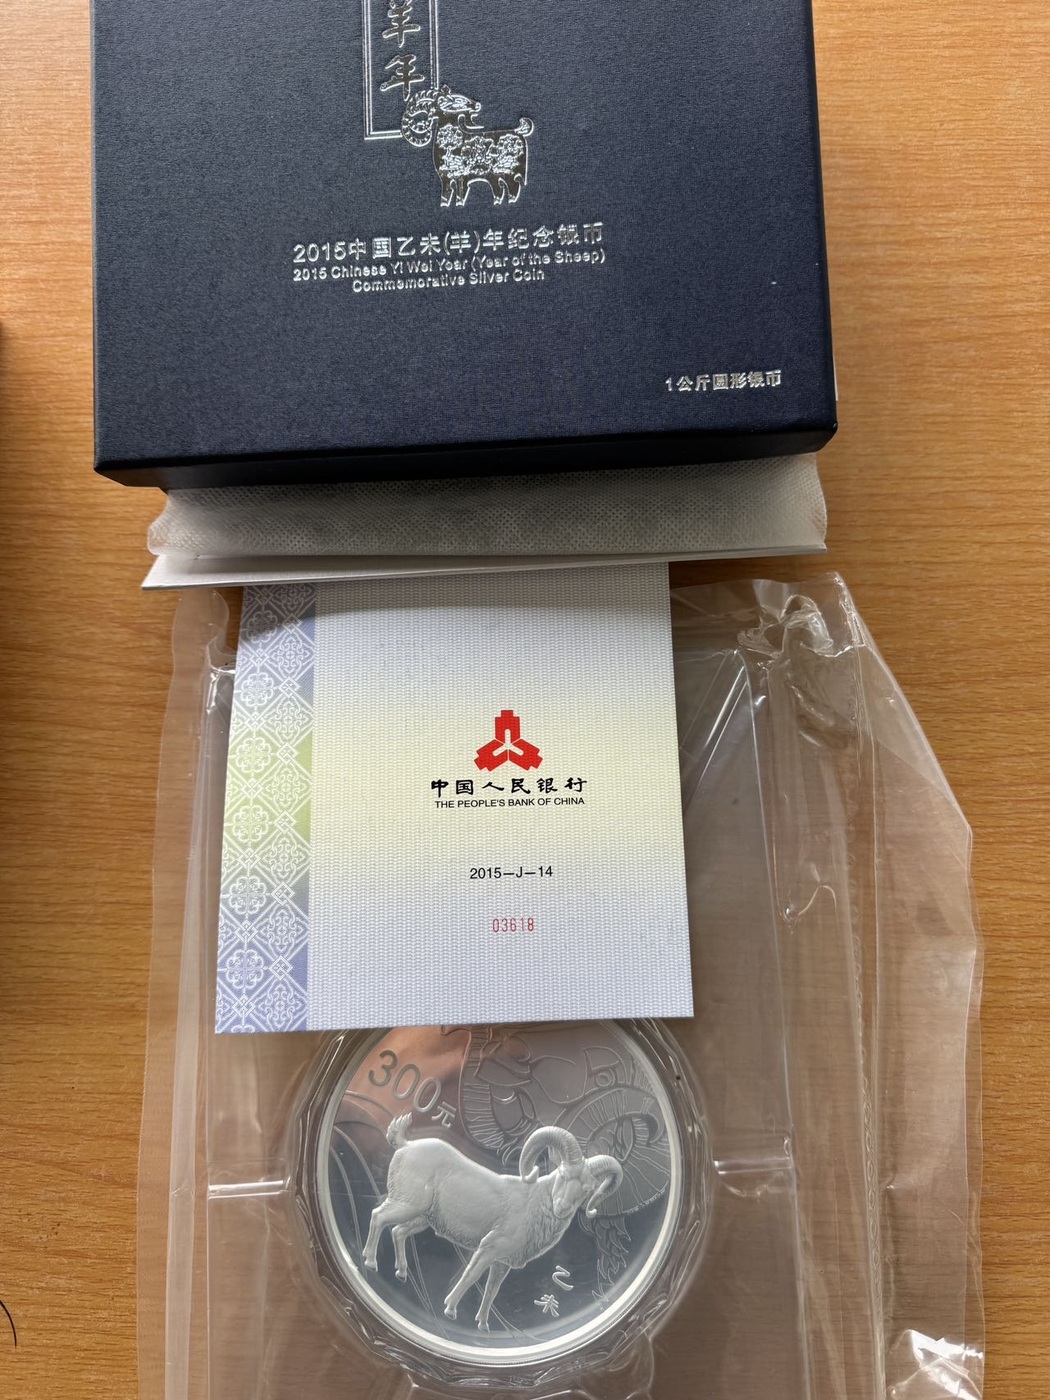 羊年
2015中国乙未(羊)年纪念银币
2015 Chinese Yi Wei Year (Year of the Sheep)
Commemorative Silver Coin
1公斤圆形银币
中国人民银行
THE PEOPLE'S BANK OF CHINA
2015—J—14
03618
300元
乙未